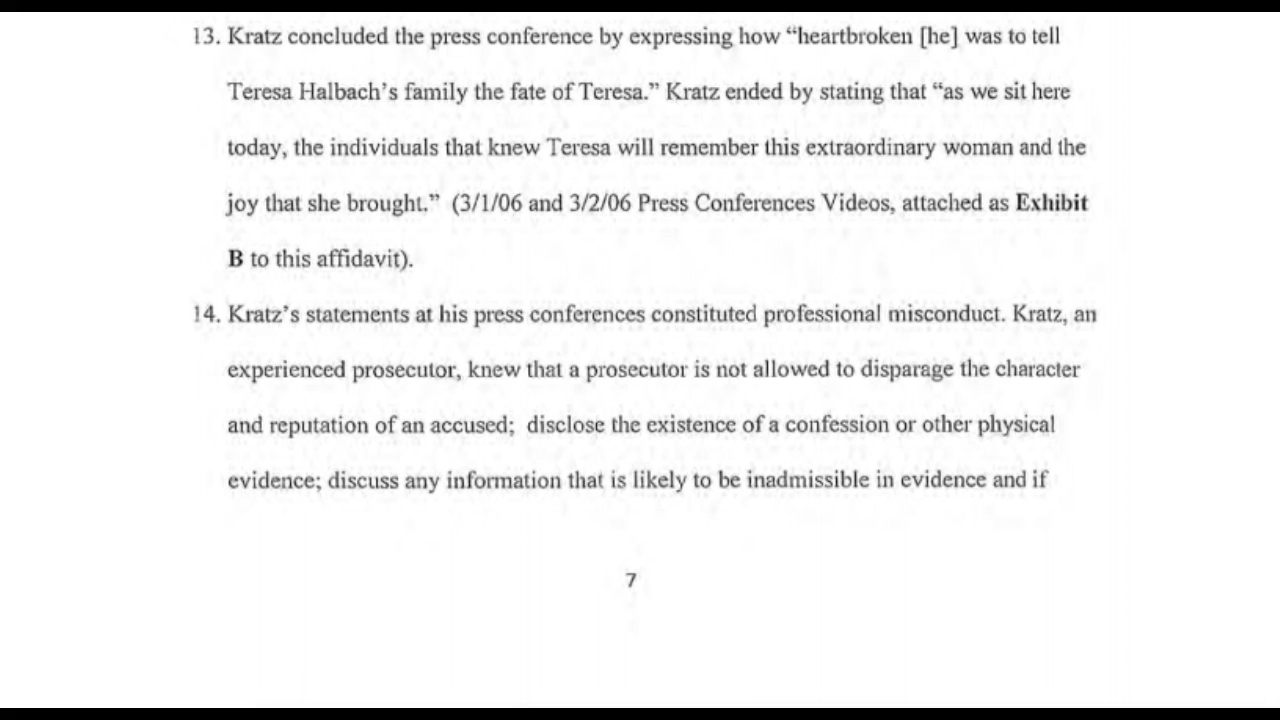 13. Kratz concluded the press conference by expressing how “heartbroken [he] was to tell
Teresa Halbach’s family the fate of Teresa.” Kratz ended by stating that “as we sit here
today, the individuals that knew Teresa will remember this extraordinary woman and the
joy that she brought.” (3/1/06 and 3/2/06 Press Conferences Videos, attached as Exhibit
B to this affidavit).
14. Kratz’s statements at his press conferences constituted professional misconduct. Kratz, an
experienced prosecutor, knew that a prosecutor is not allowed to disparage the character
and reputation of an accused; disclose the existence of a confession or other physical
evidence; discuss any information that is likely to be inadmissible in evidence and if
7